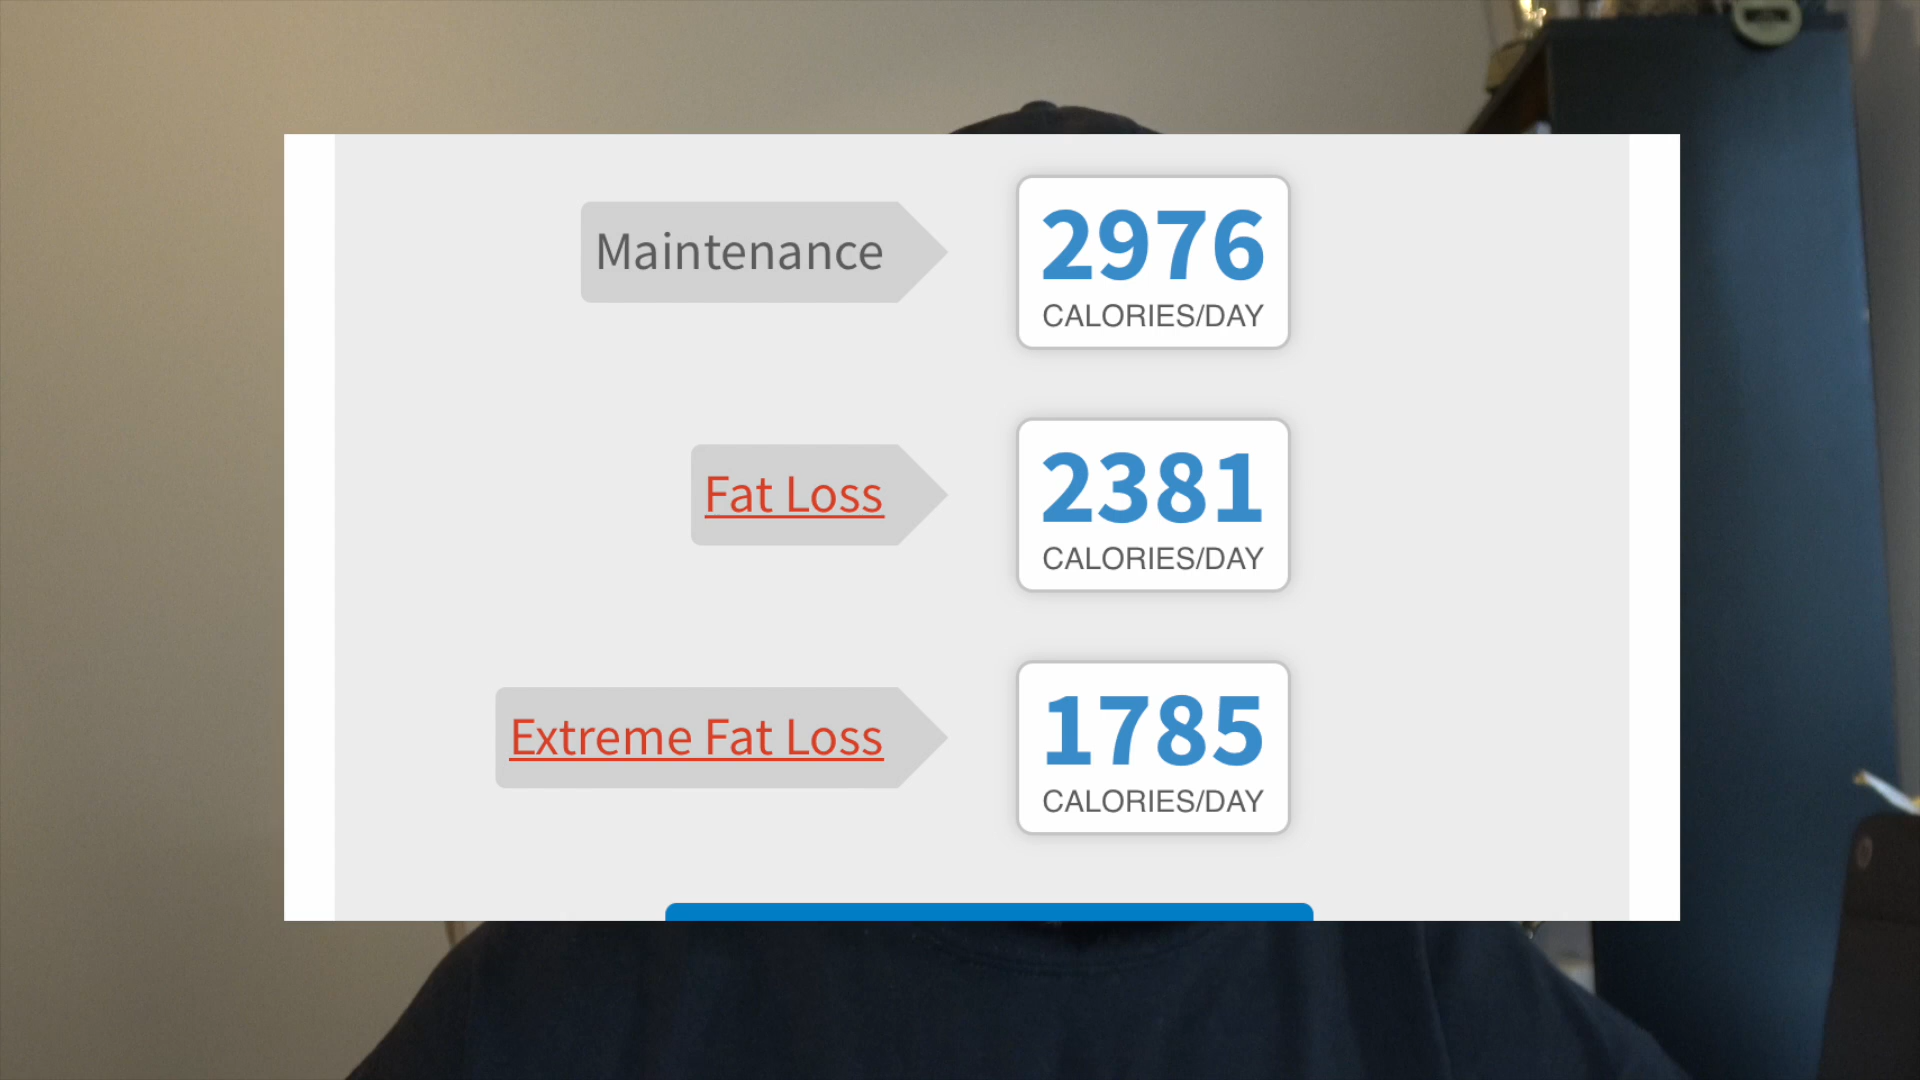 Maintenance
2976
CALORIES/DAY
Fat Loss
2381
CALORIES/DAY
Extreme Fat Loss
1785
CALORIES/DAY